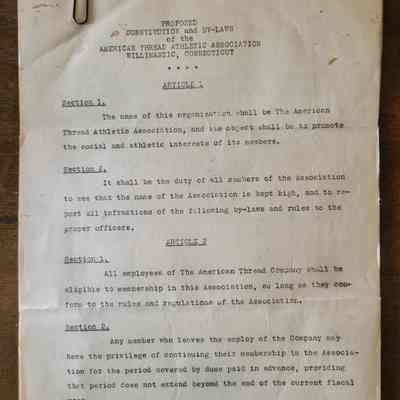 PROPOSED
CONSTITUTION and BY-LAWS
of the
AMERICAN THREAD ATHLETIC ASSOCIATION
WILLIMANTIC, CONNECTICUT
* * * *
ARTICLE 1
Section 1.
The name of this organization shall be The American
Thread Athletic Association, and the object shall be to promote
the social and athletic interests of its members.
Section 2.
It shall be the duty of all members of the Association
to see that the name of the Association is kept high, and to re-
port all infractions of the following by-laws and rules to the
proper officers.
ARTICLE 2
Section 1.
All employees of The American Thread Company shall be
eligible to membership in this Association, so long as they con-
form to the rules and regulations of the Association.
Section 2.
Any member who leaves the employ of the Company may
have the privilege of continuing their membership to the Associa-
tion for the period covered by dues paid in advance, providing
that period does not extend beyond the end of the current fiscal